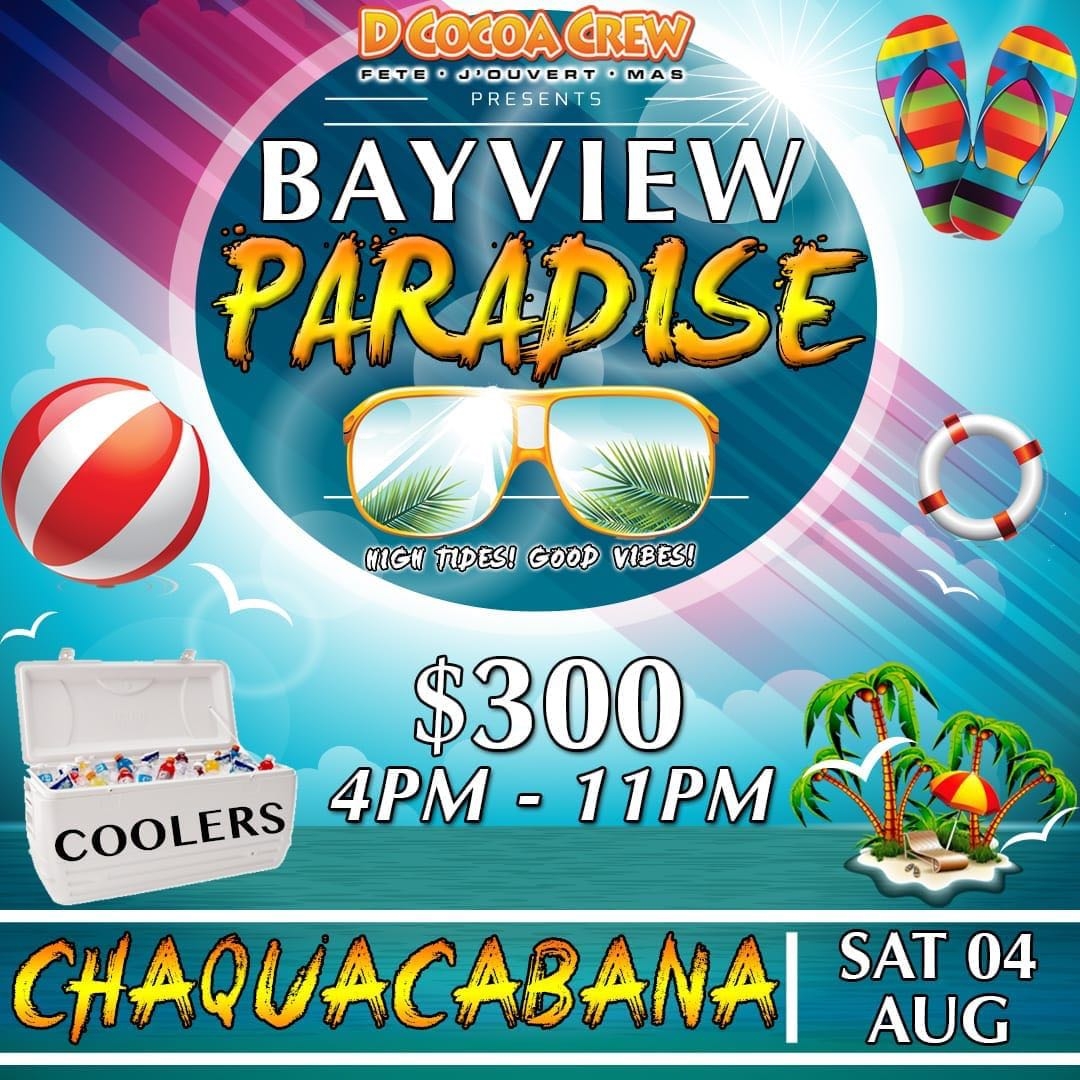 D COCOA CREW
FETE • J'OUVERT • MAS
PRESENTS
BAYVIEW
PARADISE
HIGH TIDES! GOOD VIBES!
$300
4PM - 11PM
COOLERS
CHAQUACABANA
SAT 04
AUG